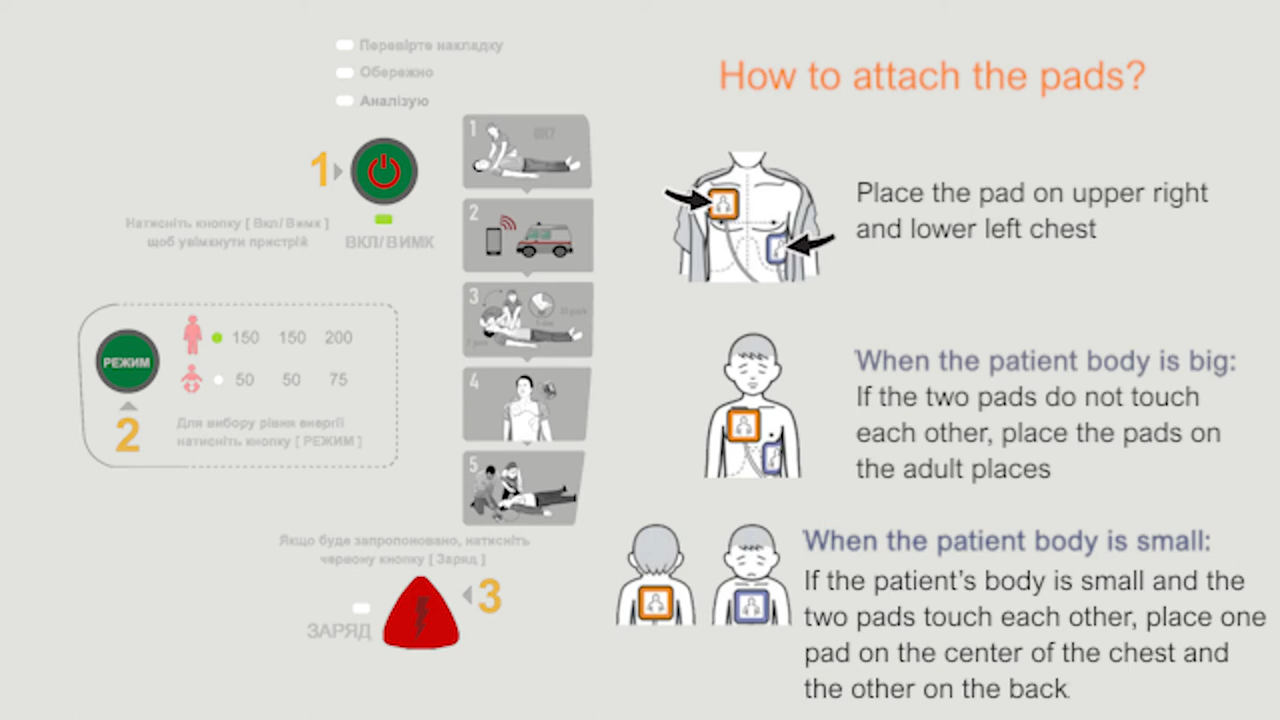 Перевірте накладку
Обережно
Аналізую
1
Натисніть кнопку [ Вкл/Вимк ]
щоб увімкнути пристрій
ВКЛ/ВИМК
РЕЖИМ
150 150 200
50 50 75
2
Для вибору рівня енергії
натисніть кнопку [ РЕЖИМ ]
1
2
3
4
5
Якщо буде запропоновано, натисніть
червону кнопку [ Заряд ]
3
ЗАРЯД
How to attach the pads?
Place the pad on upper right
and lower left chest
When the patient body is big:
If the two pads do not touch
each other, place the pads on
the adult places
When the patient body is small:
If the patient's body is small and the
two pads touch each other, place one
pad on the center of the chest and
the other on the back